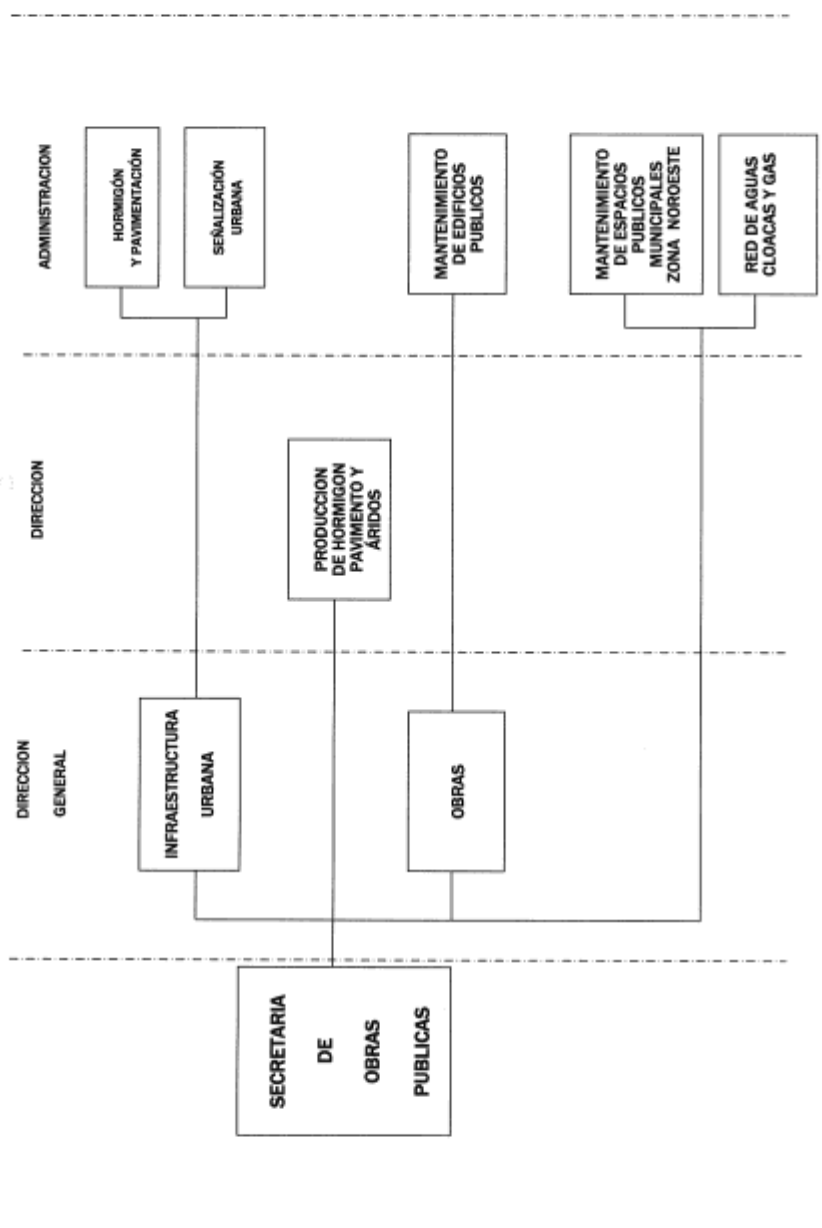 SECRETARIA
DE
OBRAS
PUBLICAS
DIRECCION
GENERAL
INFRAESTRUCTURA
URBANA
OBRAS
DIRECCION
PRODUCCION
DE HORMIGON
PAVIMENTO Y
ÁRIDOS
ADMINISTRACION
HORMIGÓN
Y PAVIMENTACIÓN
SEÑALIZACIÓN
URBANA
MANTENIMIENTO
DE EDIFICIOS
PUBLICOS
MANTENIMIENTO
DE ESPACIOS
PUBLICOS
MUNICIPALES
ZONA NOROESTE
RED DE AGUAS
CLOACAS Y GAS